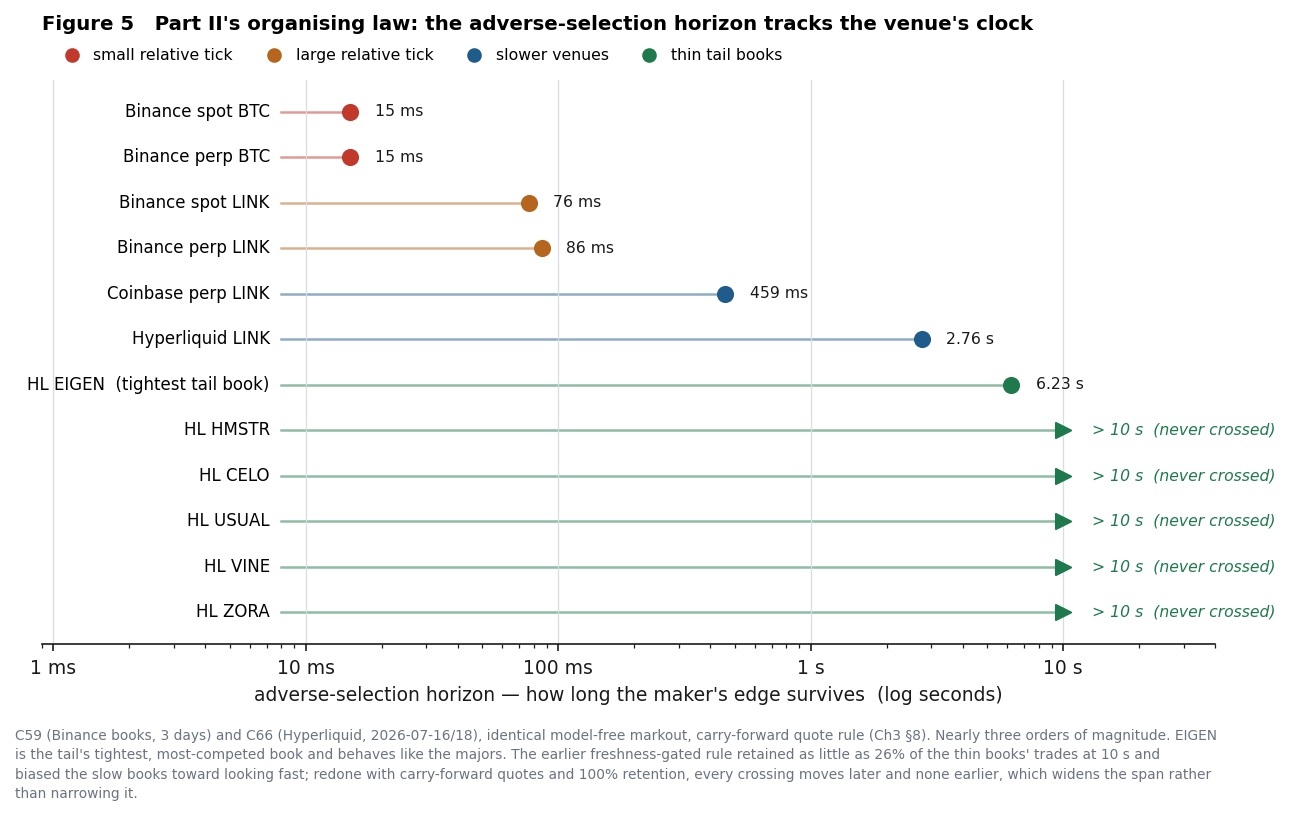 Figure 5   Part II's organising law: the adverse-selection horizon tracks the venue's clock
small relative tick   large relative tick   slower venues   thin tail books
Binance spot BTC   15 ms
Binance perp BTC   15 ms
Binance spot LINK   76 ms
Binance perp LINK   86 ms
Coinbase perp LINK   459 ms
Hyperliquid LINK   2.76 s
HL EIGEN  (tightest tail book)   6.23 s
HL HMSTR   > 10 s  (never crossed)
HL CELO   > 10 s  (never crossed)
HL USUAL   > 10 s  (never crossed)
HL VINE   > 10 s  (never crossed)
HL ZORA   > 10 s  (never crossed)
1 ms   10 ms   100 ms   1 s   10 s
adverse-selection horizon — how long the maker's edge survives  (log seconds)
C59 (Binance books, 3 days) and C66 (Hyperliquid, 2026-07-16/18), identical model-free markout, carry-forward quote rule (Ch3 §8). Nearly three orders of magnitude. EIGEN
is the tail's tightest, most-competed book and behaves like the majors. The earlier freshness-gated rule retained as little as 26% of the thin books' trades at 10 s and
biased the slow books toward looking fast; redone with carry-forward quotes and 100% retention, every crossing moves later and none earlier, which widens the span rather
than narrowing it.